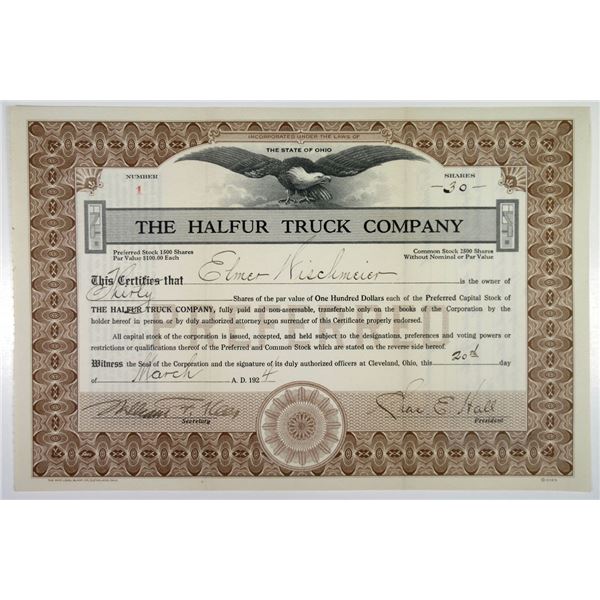 INCORPORATED UNDER THE LAWS OF
THE STATE OF OHIO
NUMBER
1
SHARES
-30-
THE HALFUR TRUCK COMPANY
Preferred Stock 1500 Shares
Par Value $100.00 Each
Common Stock 2500 Shares
Without Nominal or Par Value
This Certifies that Elmer Wischmeier is the owner of
Thirty Shares of the par value of One Hundred Dollars each of the Preferred Capital Stock of
THE HALFUR TRUCK COMPANY, fully paid and non-assessable, transferable only on the books of the Corporation by the
holder hereof in person or by duly authorized attorney upon surrender of this Certificate properly endorsed.
All capital stock of the corporation is issued, accepted, and held subject to the designations, preferences and voting powers or
restrictions or qualifications thereof of the Preferred and Common Stock which are stated on the reverse side hereof.
Witness the Seal of the Corporation and the signature of its duly authorized officers at Cleveland, Ohio, this 20th day
of March A. D. 1924
William F.
Secretary
Chas E. Hall
President